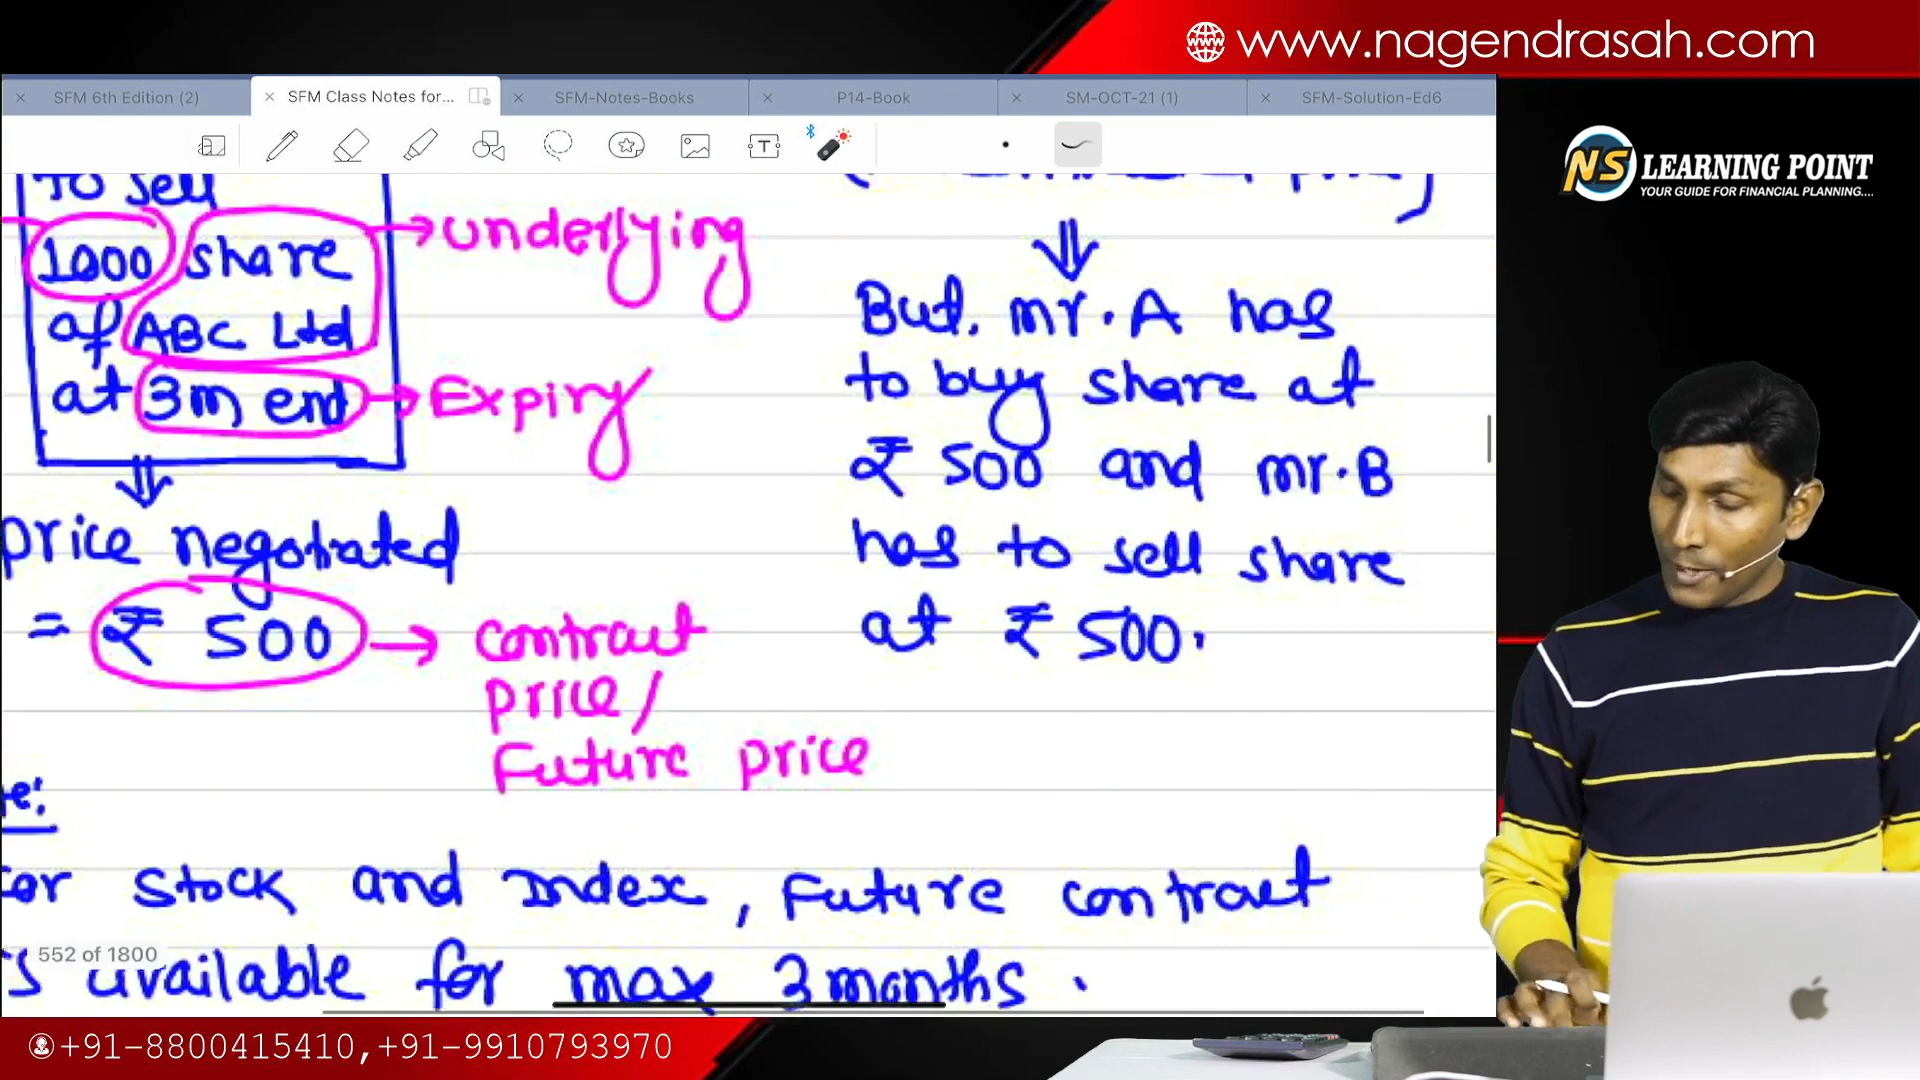 www.nagendrasah.com
SFM 6th Edition (2)
SFM Class Notes for...
SFM-Notes-Books
P14-Book
SM-OCT-21 (1)
SFM-Solution-Ed6
NS LEARNING POINT
YOUR GUIDE FOR FINANCIAL PLANNING....
to sell
1000 share
of ABC Ltd
at 3m end
underlying
Expiry
price negotiated
= ₹ 500
contract
price/
Future price
But, mr. A has
to buy share at
₹ 500 and mr. B
has to sell share
at ₹ 500.
for stock and Index, Future contract
552 of 1800
is available for max 3 months.
+91-8800415410,+91-9910793970